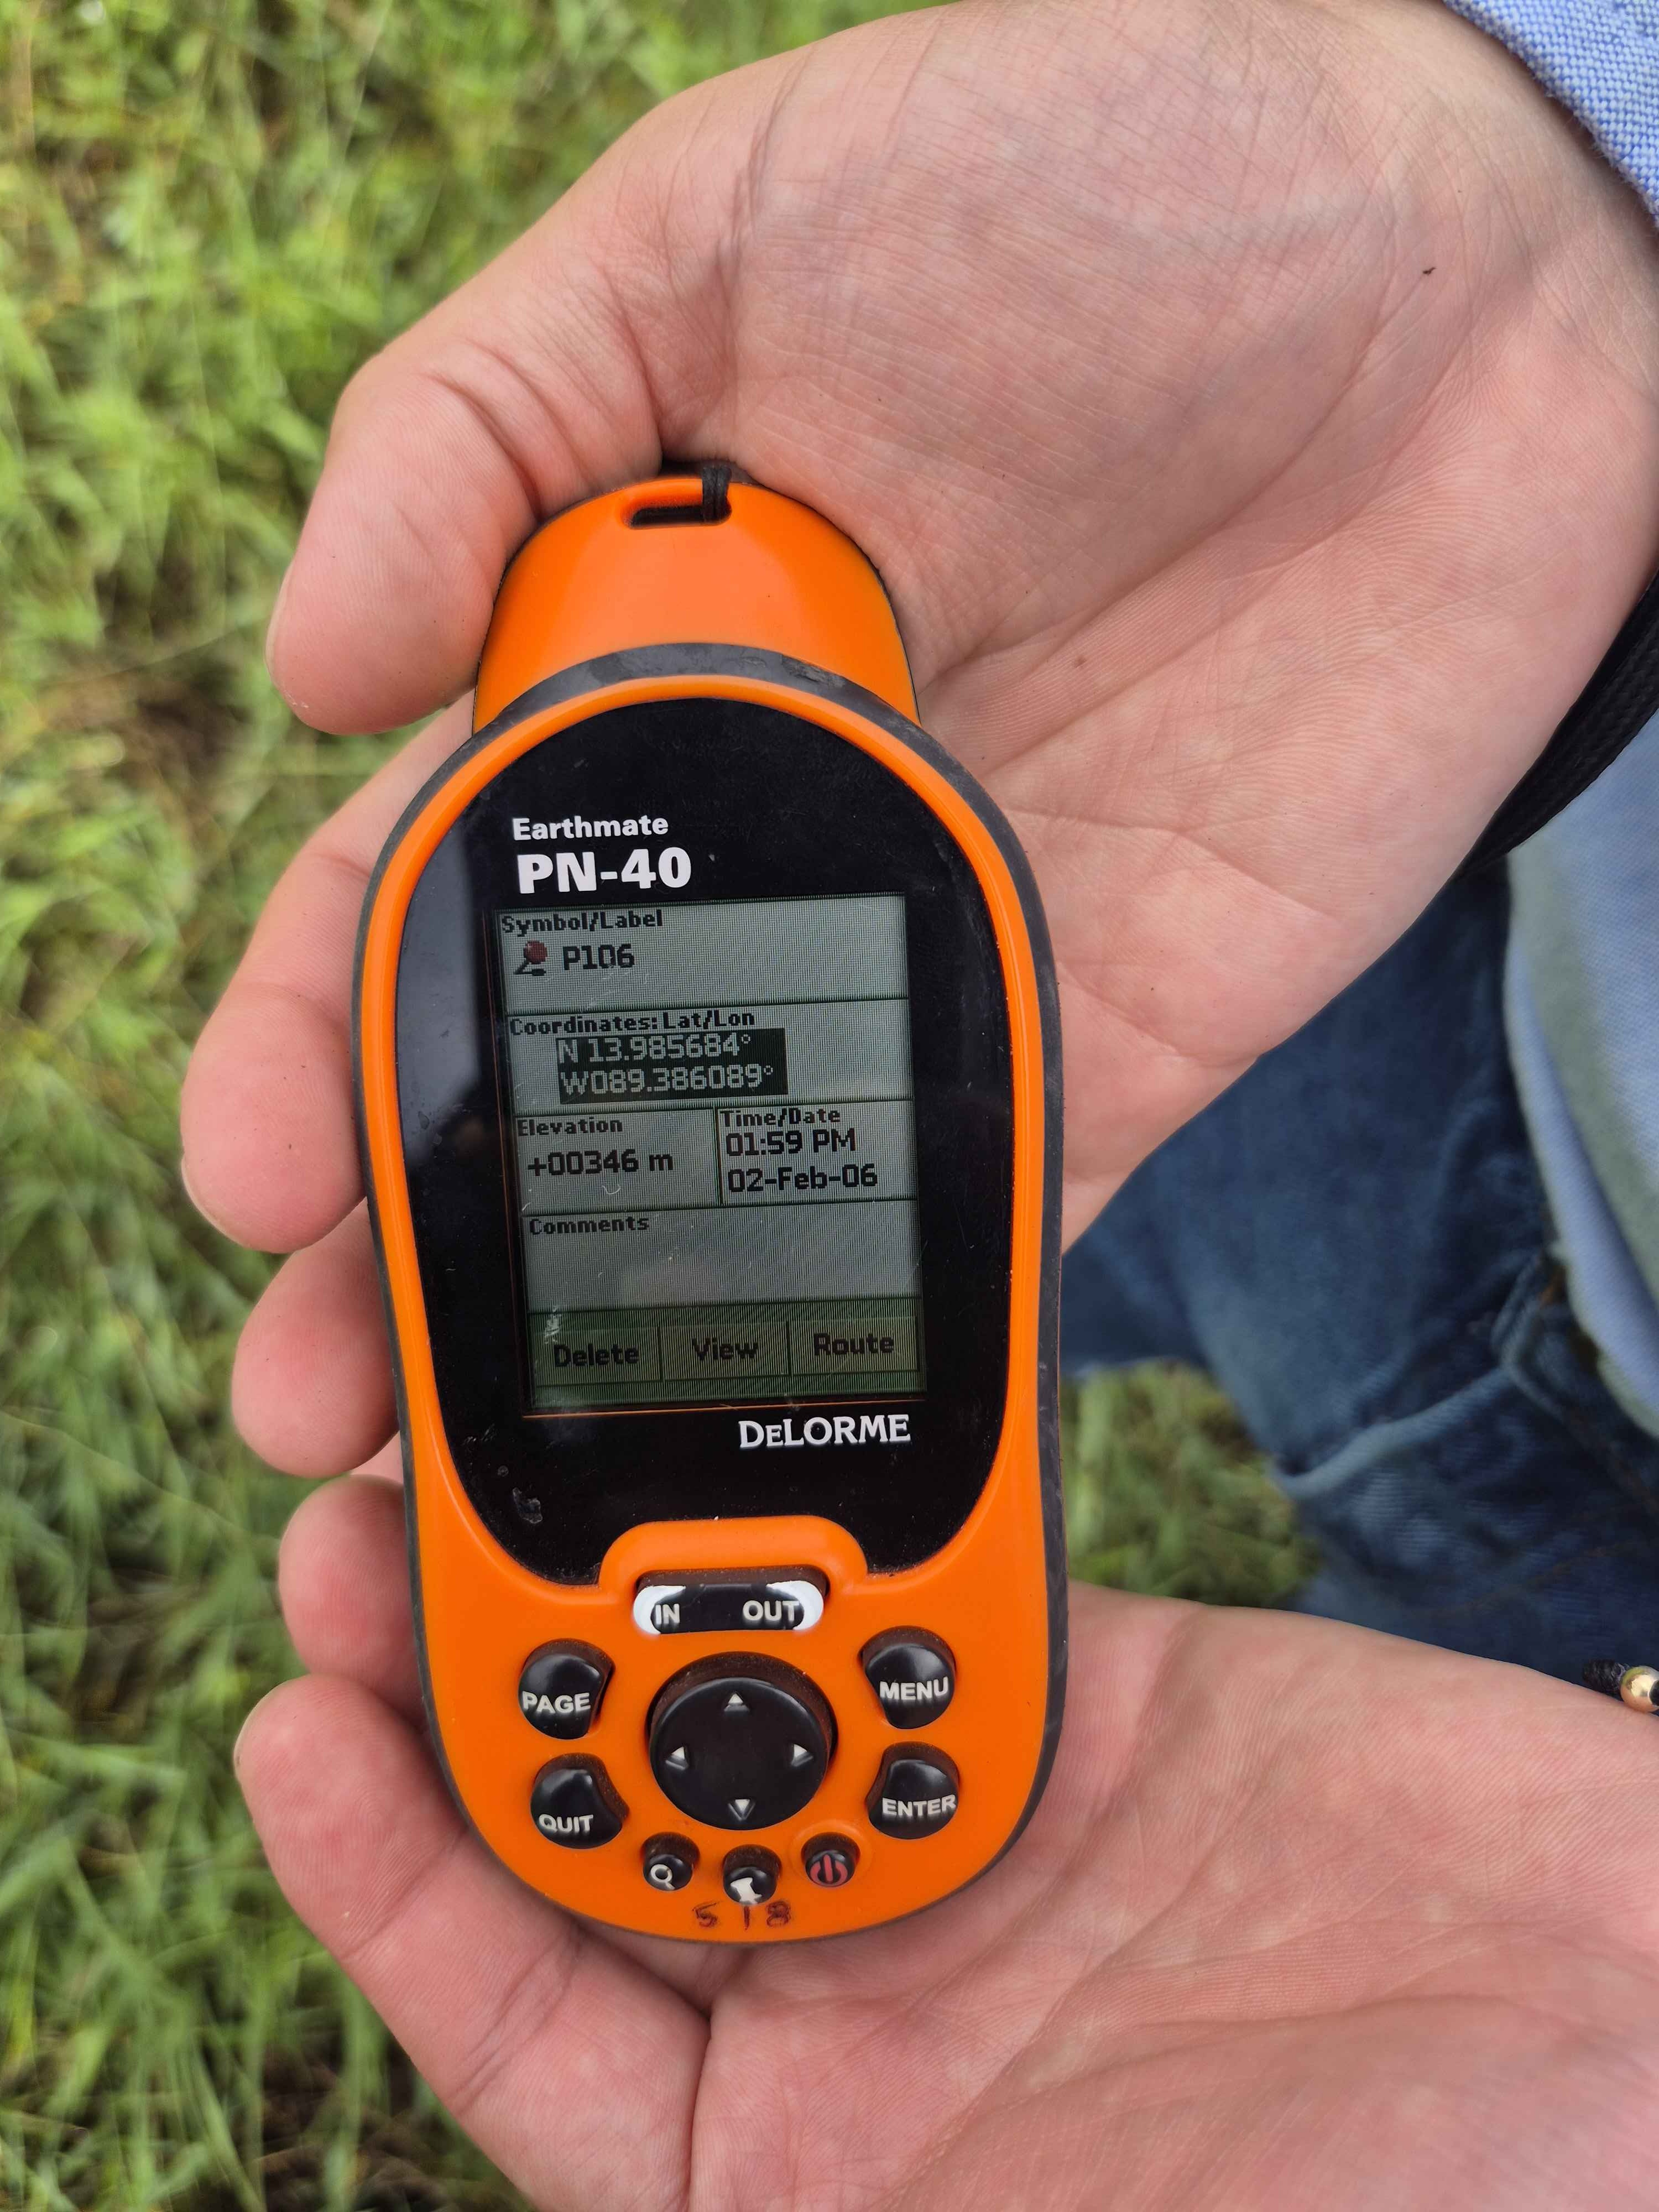 Earthmate
PN-40
Symbol/Label
P106
Coordinates: Lat/Lon
N 13.985684°
W089.386089°
Elevation
+00346 m
Time/Date
01:59 PM
02-Feb-06
Comments
Delete View Route
DELORME
IN OUT
PAGE MENU
QUIT ENTER
518